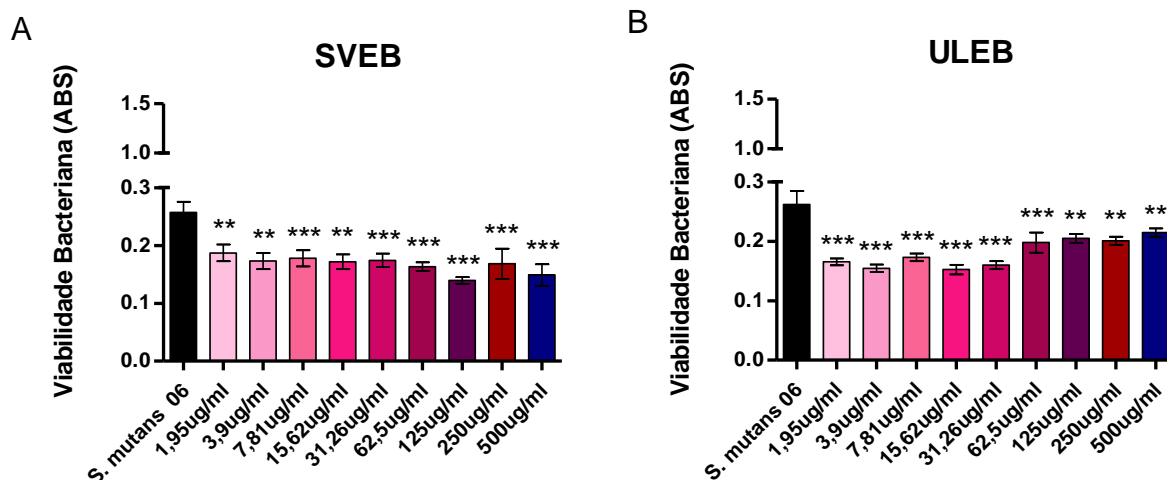 A
SVEB
Viabilidade Bacteriana (ABS)
1.5
1.0
0.3
0.2
0.1
0.0
** ** *** ** *** *** *** *** ***
S. mutans 06
1,95ug/ml
3,9ug/ml
7,81ug/ml
15,62ug/ml
31,26ug/ml
62,5ug/ml
125ug/ml
250ug/ml
500ug/ml
B
ULEB
Viabilidade Bacteriana (ABS)
1.5
1.0
0.3
0.2
0.1
0.0
*** *** *** *** *** *** ** ** **
S. mutans 06
1,95ug/ml
3,9ug/ml
7,81ug/ml
15,62ug/ml
31,26ug/ml
62,5ug/ml
125ug/ml
250ug/ml
500ug/ml